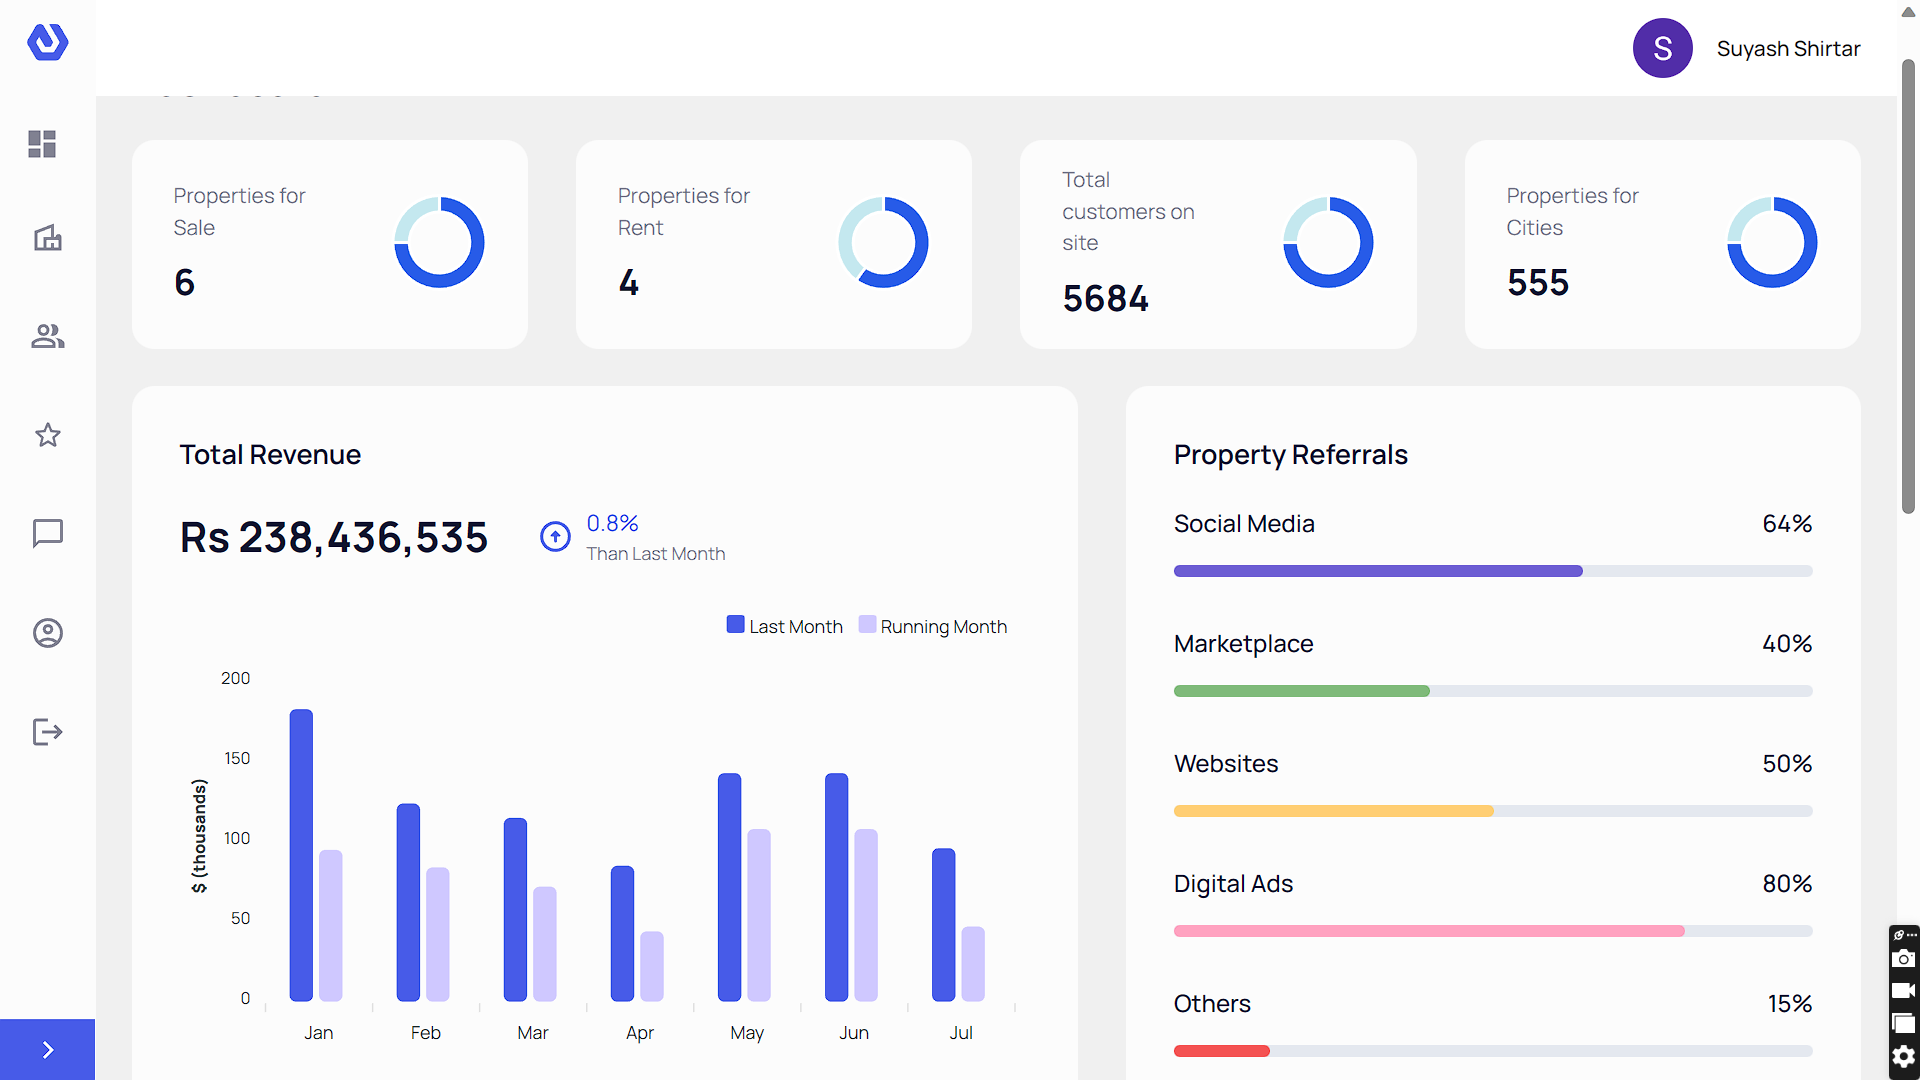 S
Suyash Shirtar
Properties for
Sale
6
Properties for
Rent
4
Total
customers on
site
5684
Properties for
Cities
555
Total Revenue
Rs 238,436,535
0.8%
Than Last Month
Last Month
Running Month
200
150
100
50
0
$ (thousands)
Jan
Feb
Mar
Apr
May
Jun
Jul
Property Referrals
Social Media
64%
Marketplace
40%
Websites
50%
Digital Ads
80%
Others
15%